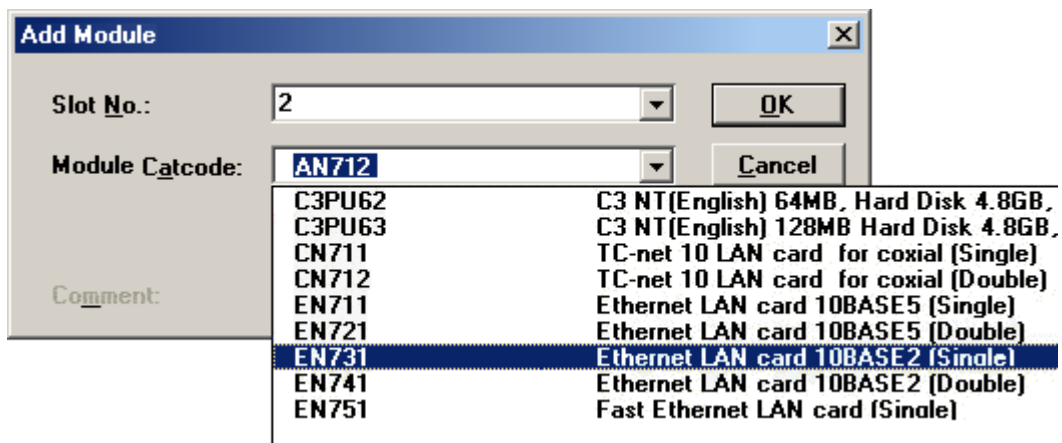 Add Module
Slot No.: 2 OK
Module Catcode: AN712 Cancel
C3PU62 C3 NT(English) 64MB, Hard Disk 4.8GB,
C3PU63 C3 NT(English) 128MB Hard Disk 4.8GB,
CN711 TC-net 10 LAN card for coxial (Single)
CN712 TC-net 10 LAN card for coxial (Double)
Comment:
EN711 Ethernet LAN card 10BASE5 (Single)
EN721 Ethernet LAN card 10BASE5 (Double)
EN731 Ethernet LAN card 10BASE2 (Single)
EN741 Ethernet LAN card 10BASE2 (Double)
EN751 Fast Ethernet LAN card (Single)